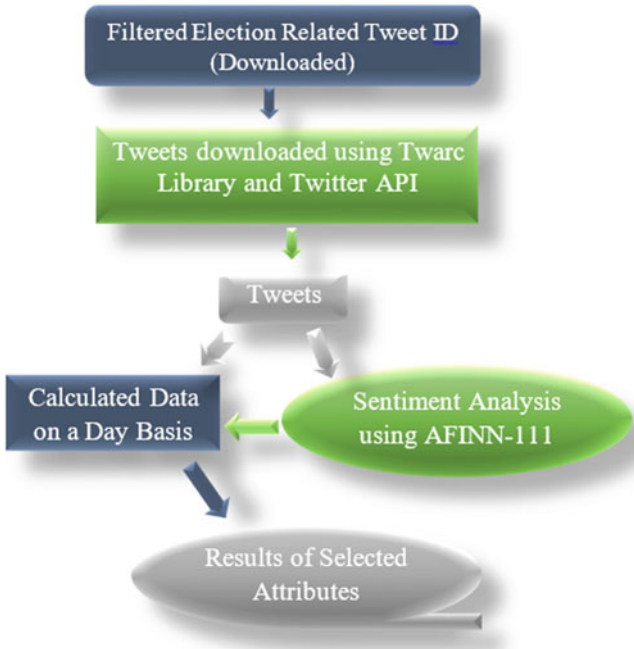 Filtered Election Related Tweet ID
(Downloaded)
Tweets downloaded using Twarc
Library and Twitter API
Tweets
Calculated Data
on a Day Basis
Sentiment Analysis
using AFINN-111
Results of Selected
Attributes